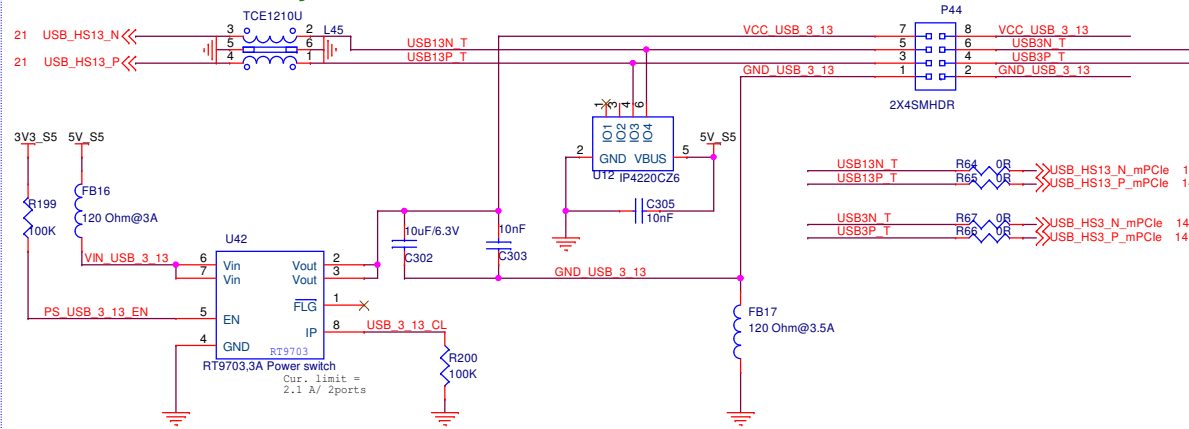 TCE1210U
L45
21 USB_HS13_N
3
2
5
6
21 USB_HS13_P
4
1
USB13N_T
USB13P_T
P44
VCC_USB_3_13
7
8
VCC_USB_3_13
5
6
USB3N_T
3
4
USB3P_T
GND_USB_3_13
1
2
GND_USB_3_13
2X4SMHDR
1
3
4
6
IO1
IO2
IO3
IO4
2
GND
VBUS
5
5V_S5
U12
IP4220CZ6
C305
10nF
USB13N_T
R64
0R
USB_HS13_N_mPCIe 1
USB13P_T
R65
USB_HS13_P_mPCIe 1
USB3N_T
R67
0R
USB_HS3_N_mPCIe 14
USB3P_T
R66
0R
USB_HS3_P_mPCIe 14
3V3_S5
5V_S5
R199
100K
FB16
120 Ohm@3A
VIN_USB_3_13
U42
6
Vin
Vout
2
7
Vin
Vout
3
FLG
1
PS_USB_3_13_EN
5
EN
IP
8
USB_3_13_CL
4
GND
RT9703
RT9703,3A Power switch
Cur. limit =
2.1 A/ 2ports
R200
100K
10uF/6.3V
C302
10nF
C303
GND_USB_3_13
FB17
120 Ohm@3.5A